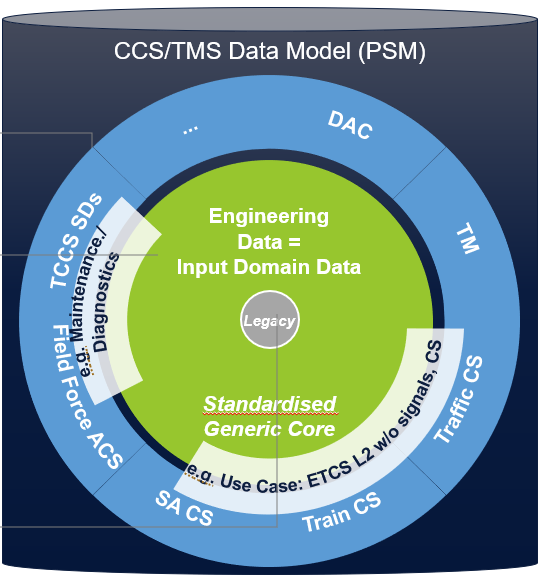 CCS/TMS Data Model (PSM)
...
DAC
TM
TCCS SDs
e.g. Maintenance./
Diagnostics
Engineering
Data =
Input Domain Data
Legacy
Standardised
Generic Core
Field Force ACS
e.g. Use Case: ETCS L2 w/o signals, CS
Traffic CS
SA CS
Train CS